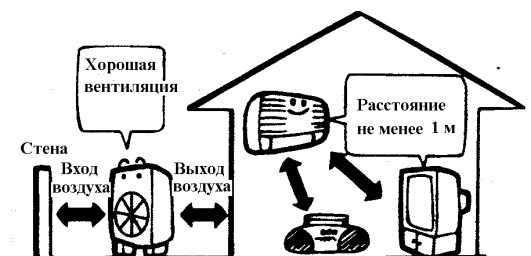 Хорошая
вентиляция
Стена
Вход
воздуха
Выход
воздуха
Расстояние
не менее 1 м